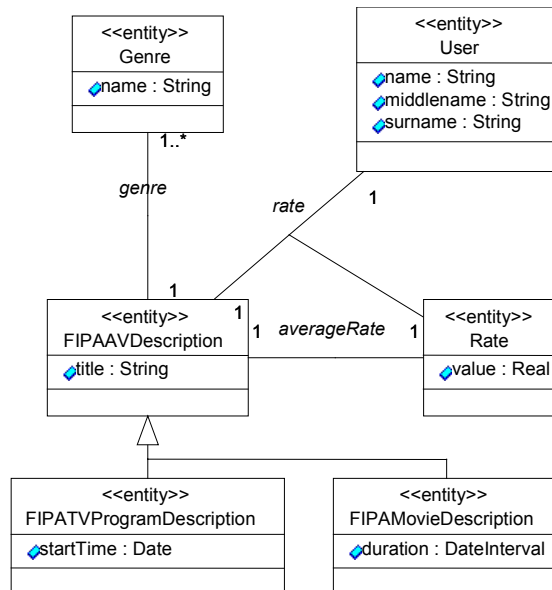 <<entity>>
Genre
name : String
<<entity>>
User
name : String
middlename : String
surname : String
1..*
genre
rate
1
1
1
<<entity>>
FIPAAVDescription
title : String
1
averageRate
1
<<entity>>
Rate
value : Real
<<entity>>
FIPATVProgramDescription
startTime : Date
<<entity>>
FIPAMovieDescription
duration : DateInterval